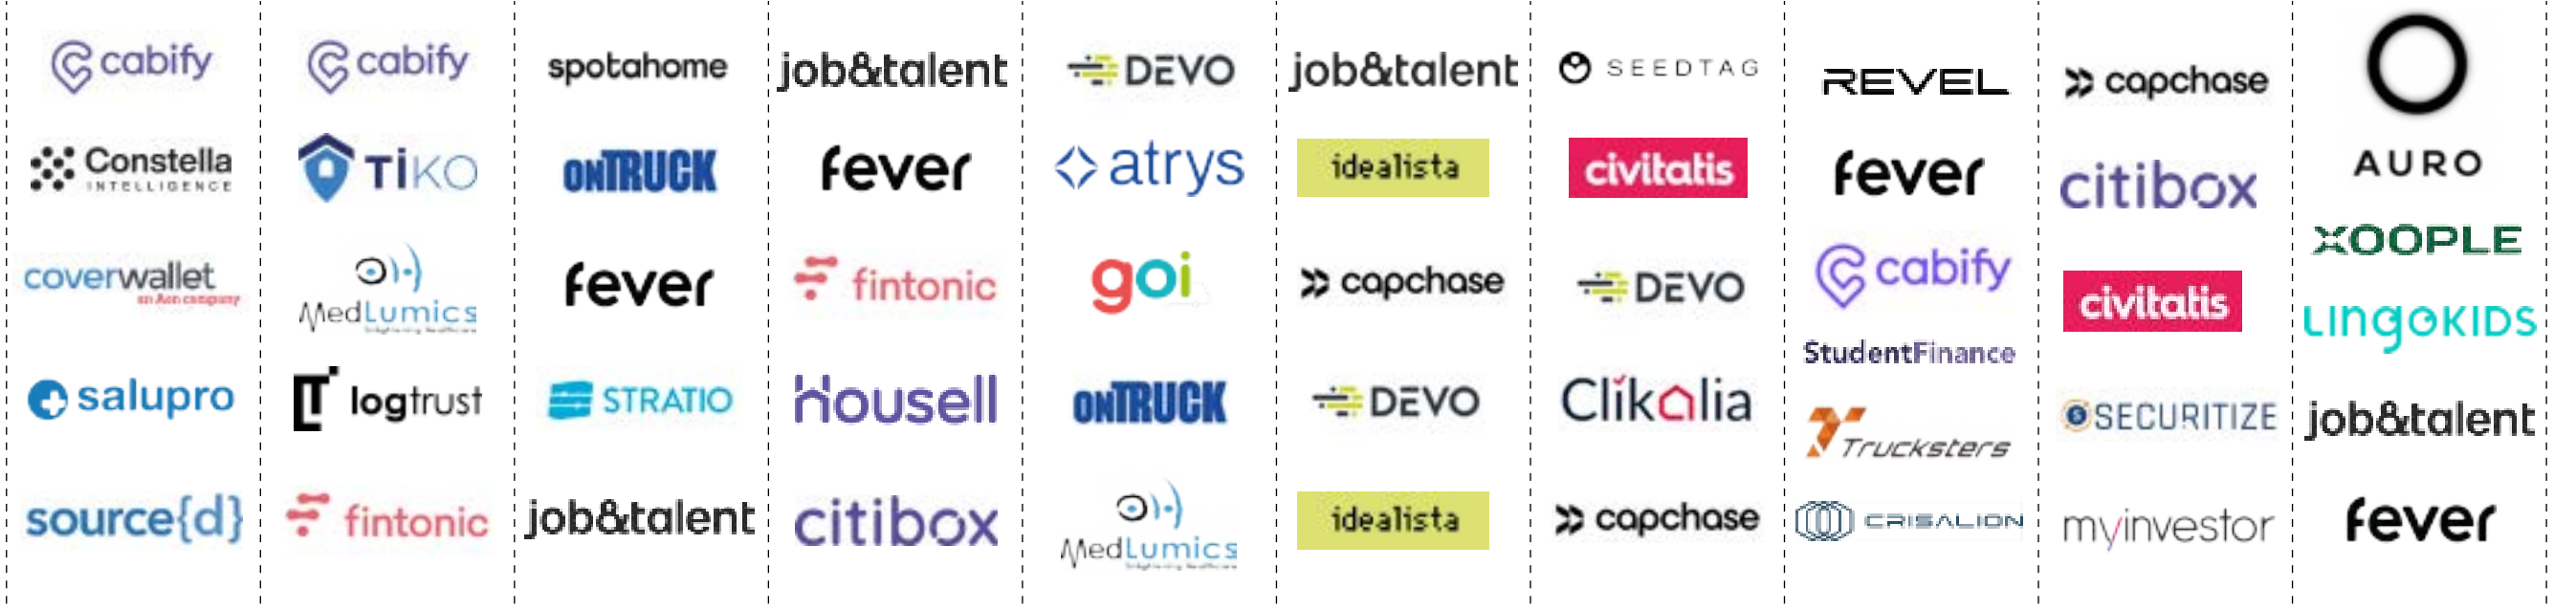 cabify
Constella
INTELLIGENCE
coverwallet
an Aon company
salupro
source{d}
cabify
TIKO
MedLumics
logtrust
fintonic
spotahome
ONTRUCK
fever
STRATIO
job&talent
job&talent
fever
fintonic
Housell
citibox
DEVO
atrys
goi
ONTRUCK
MedLumics
job&talent
idealista
capchase
DEVO
idealista
SEEDTAG
civitatis
DEVO
Clikalia
capchase
REVEL
fever
cabify
StudentFinance
Trucksters
CRISALION
capchase
citibox
civitatis
SECURITIZE
myinvestor
AURO
XOOPLE
LINGOKIDS
job&talent
fever